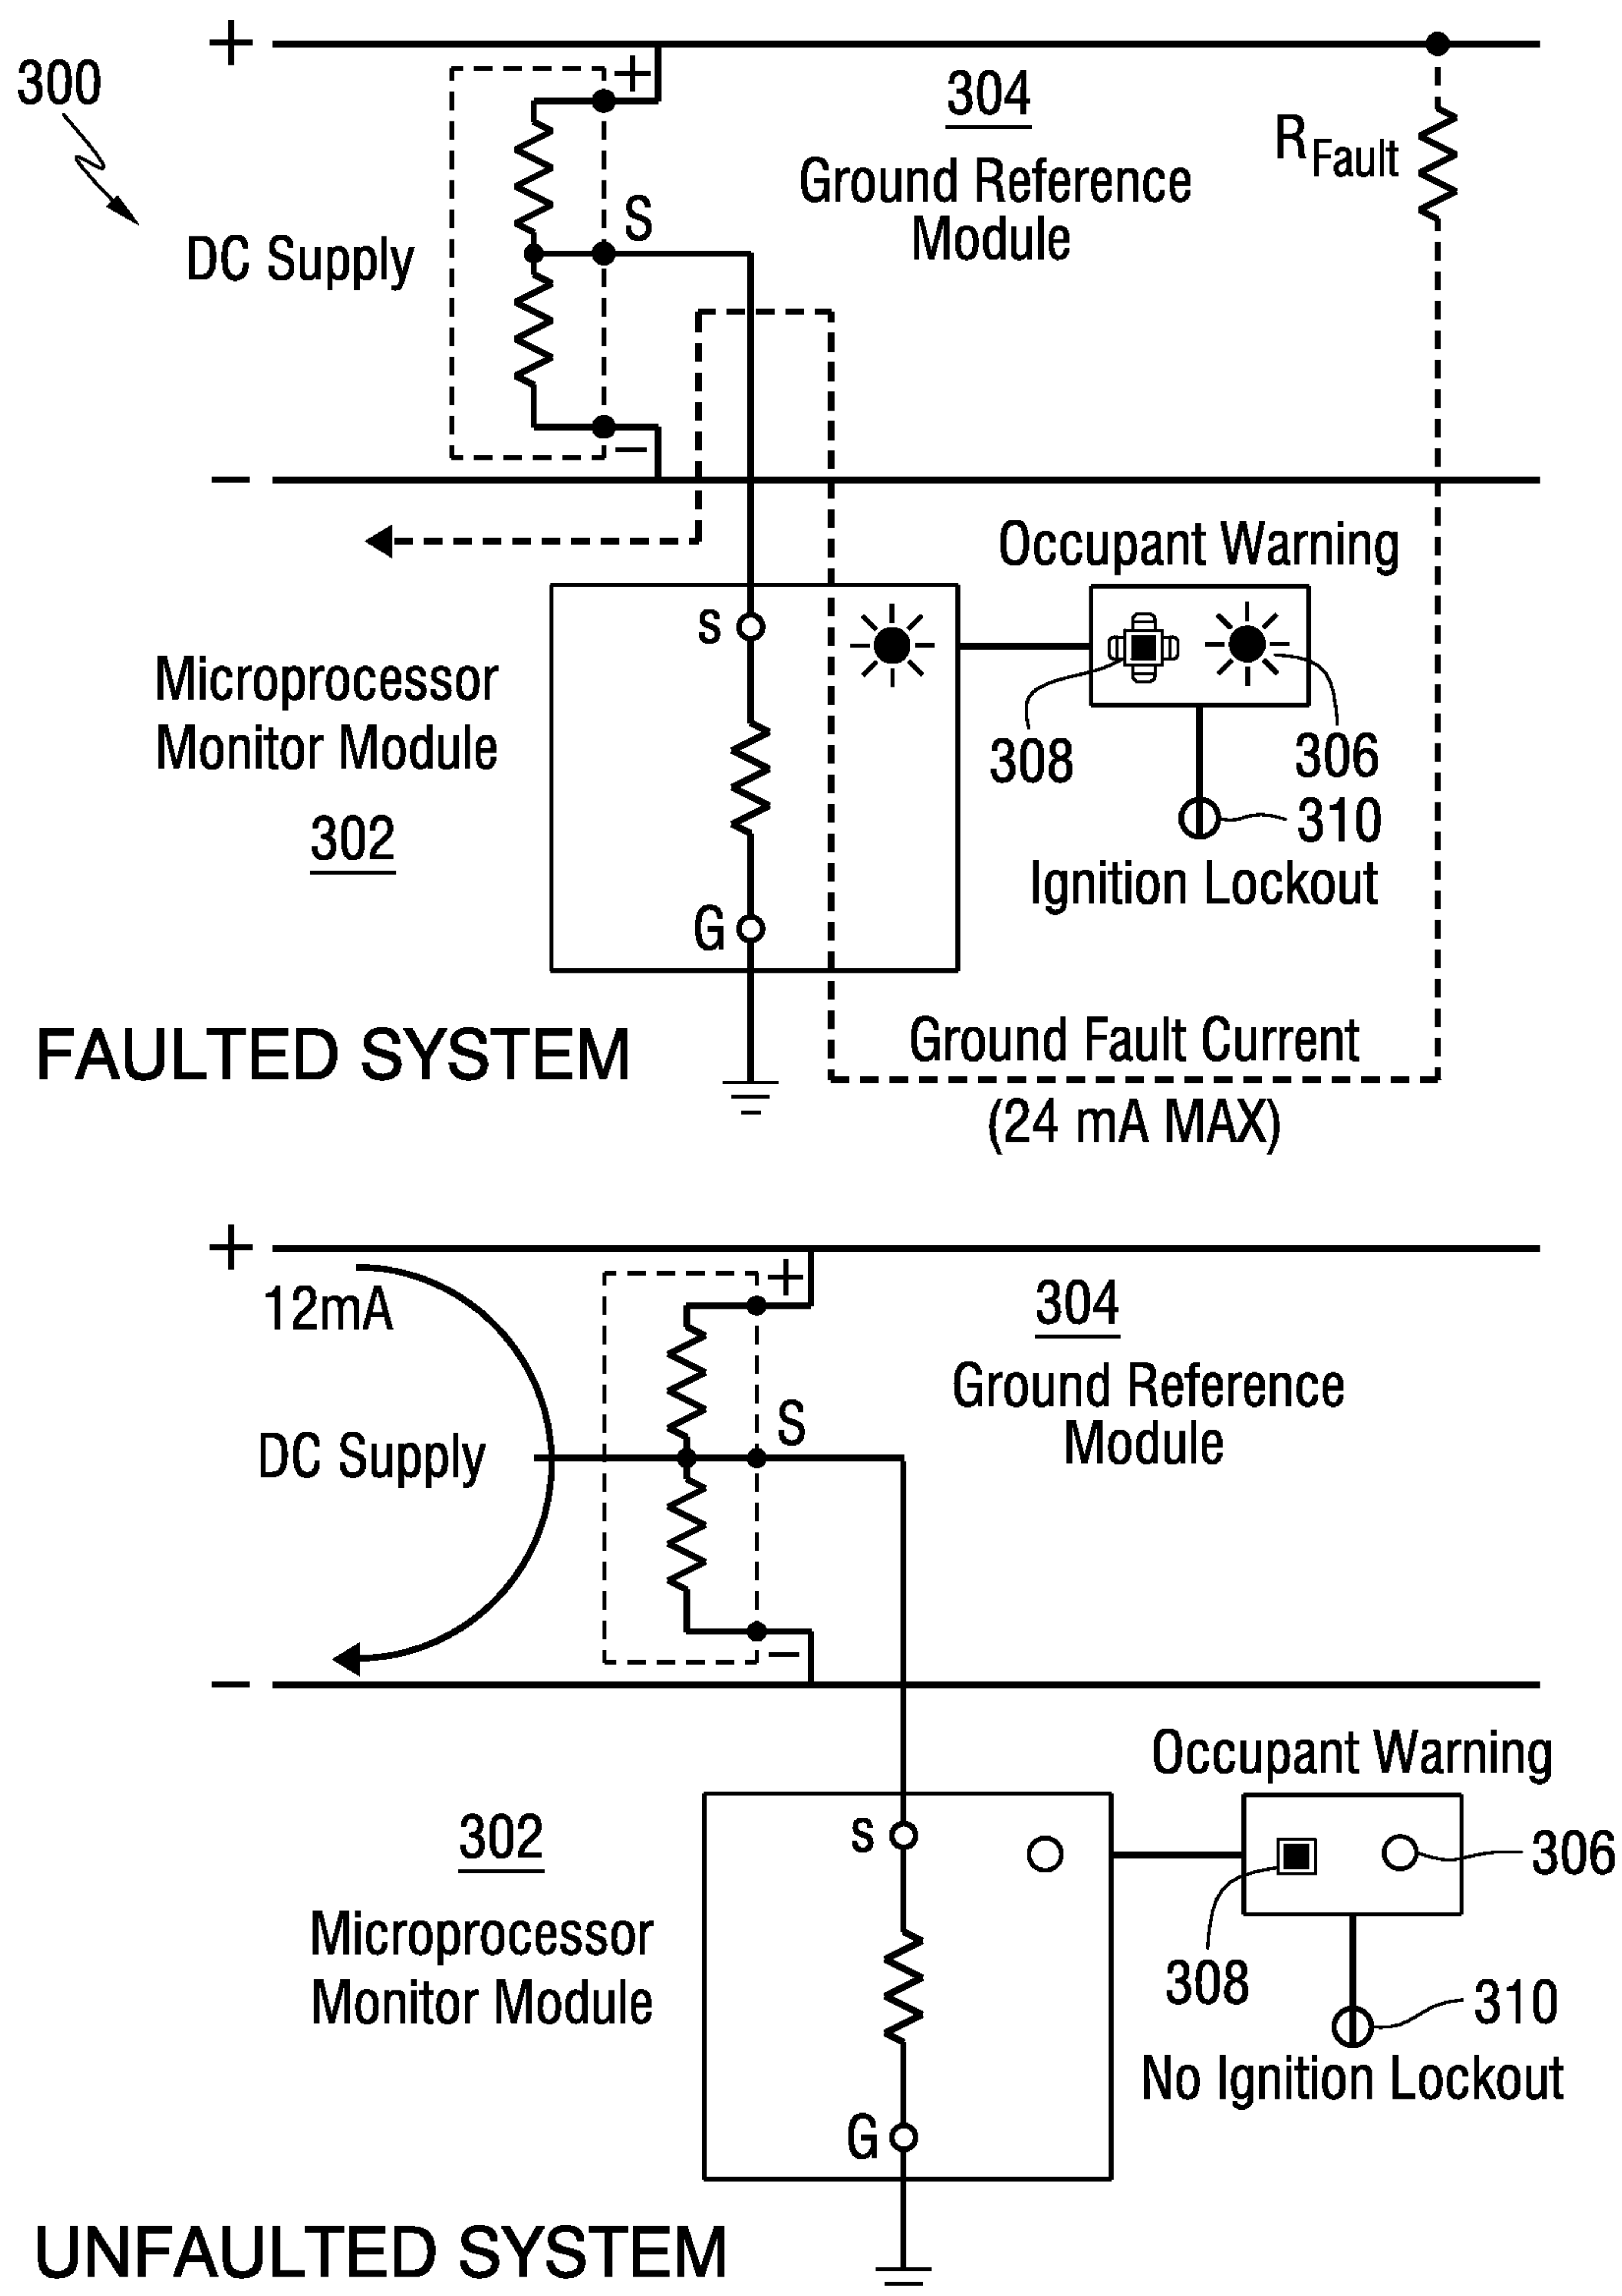 +
300
+
304
Ground Reference
Module
R Fault
S
DC Supply
−
−
Occupant Warning
s
Microprocessor
Monitor Module
302
308
306
310
Ignition Lockout
G
FAULTED SYSTEM
Ground Fault Current
(24 mA MAX)
+
12mA
+
304
Ground Reference
Module
S
DC Supply
−
−
Occupant Warning
302
s
306
Microprocessor
Monitor Module
308
310
No Ignition Lockout
G
UNFAULTED SYSTEM